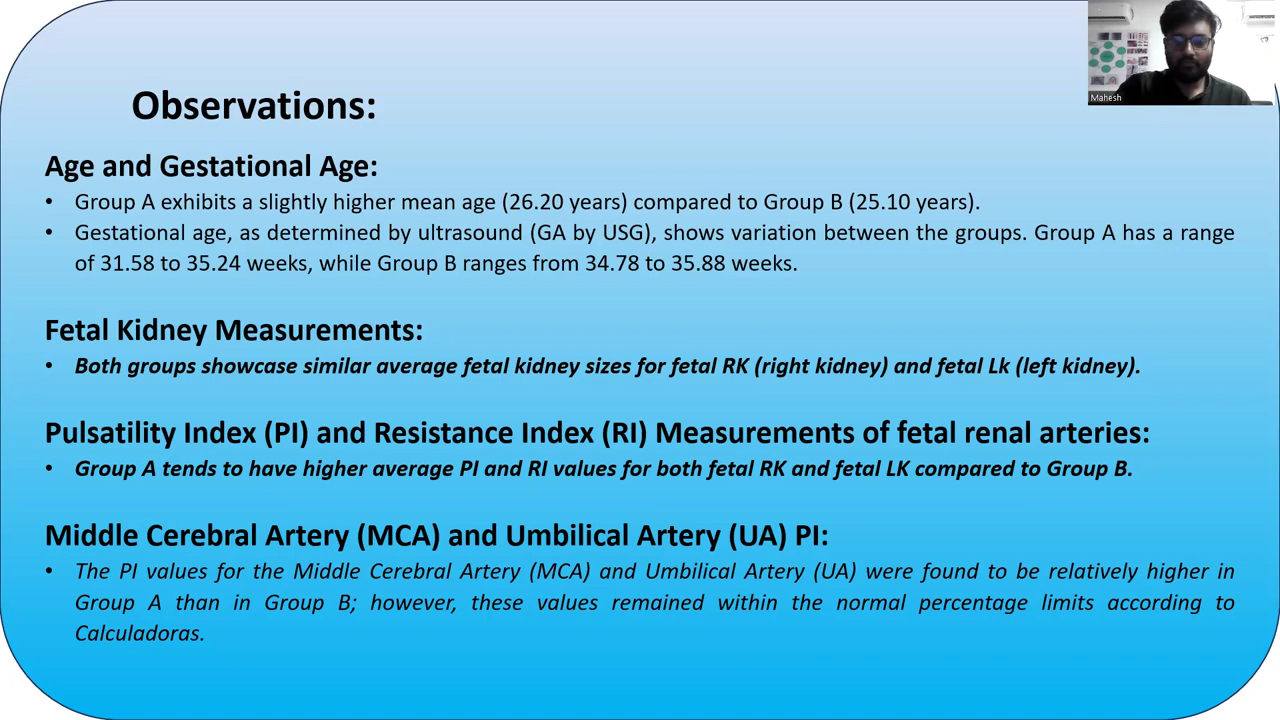 Mahesh
Observations:
Age and Gestational Age:
• Group A exhibits a slightly higher mean age (26.20 years) compared to Group B (25.10 years).
• Gestational age, as determined by ultrasound (GA by USG), shows variation between the groups. Group A has a range
of 31.58 to 35.24 weeks, while Group B ranges from 34.78 to 35.88 weeks.
Fetal Kidney Measurements:
• Both groups showcase similar average fetal kidney sizes for fetal RK (right kidney) and fetal Lk (left kidney).
Pulsatility Index (PI) and Resistance Index (RI) Measurements of fetal renal arteries:
• Group A tends to have higher average PI and RI values for both fetal RK and fetal LK compared to Group B.
Middle Cerebral Artery (MCA) and Umbilical Artery (UA) PI:
• The PI values for the Middle Cerebral Artery (MCA) and Umbilical Artery (UA) were found to be relatively higher in
Group A than in Group B; however, these values remained within the normal percentage limits according to
Calculadoras.